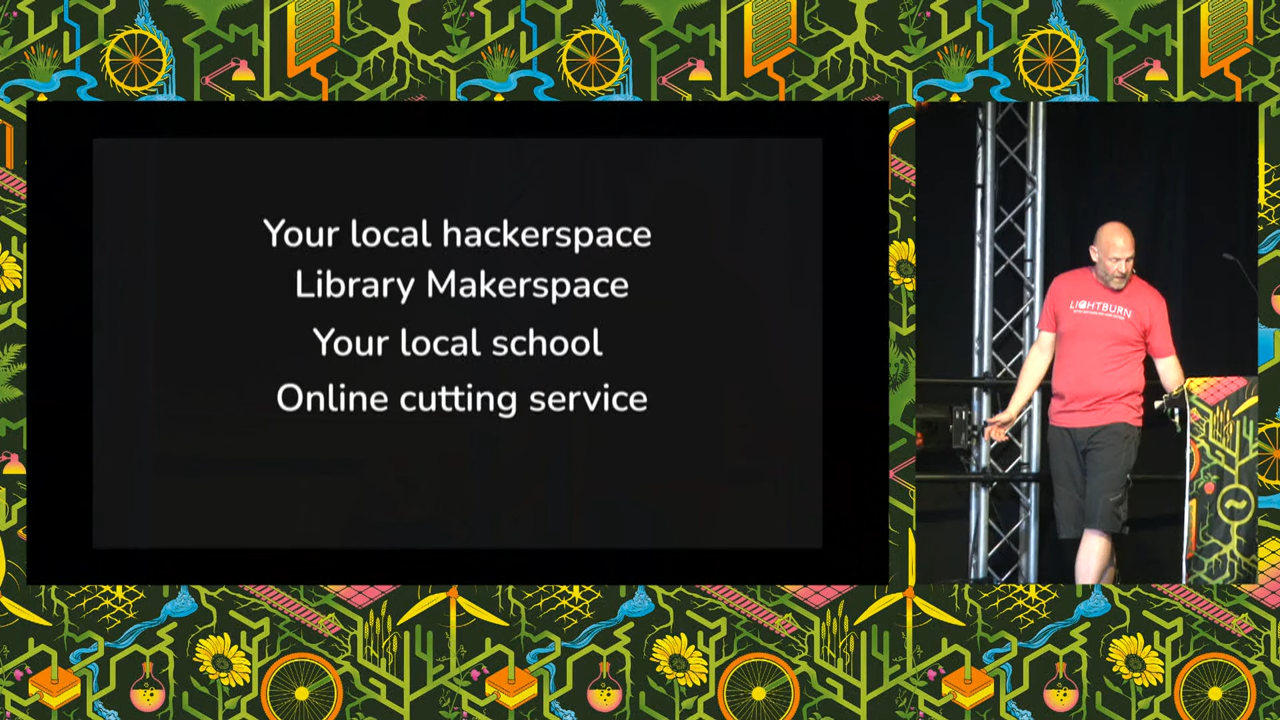 Your local hackerspace
Library Makerspace
Your local school
Online cutting service
LIGHTBURN